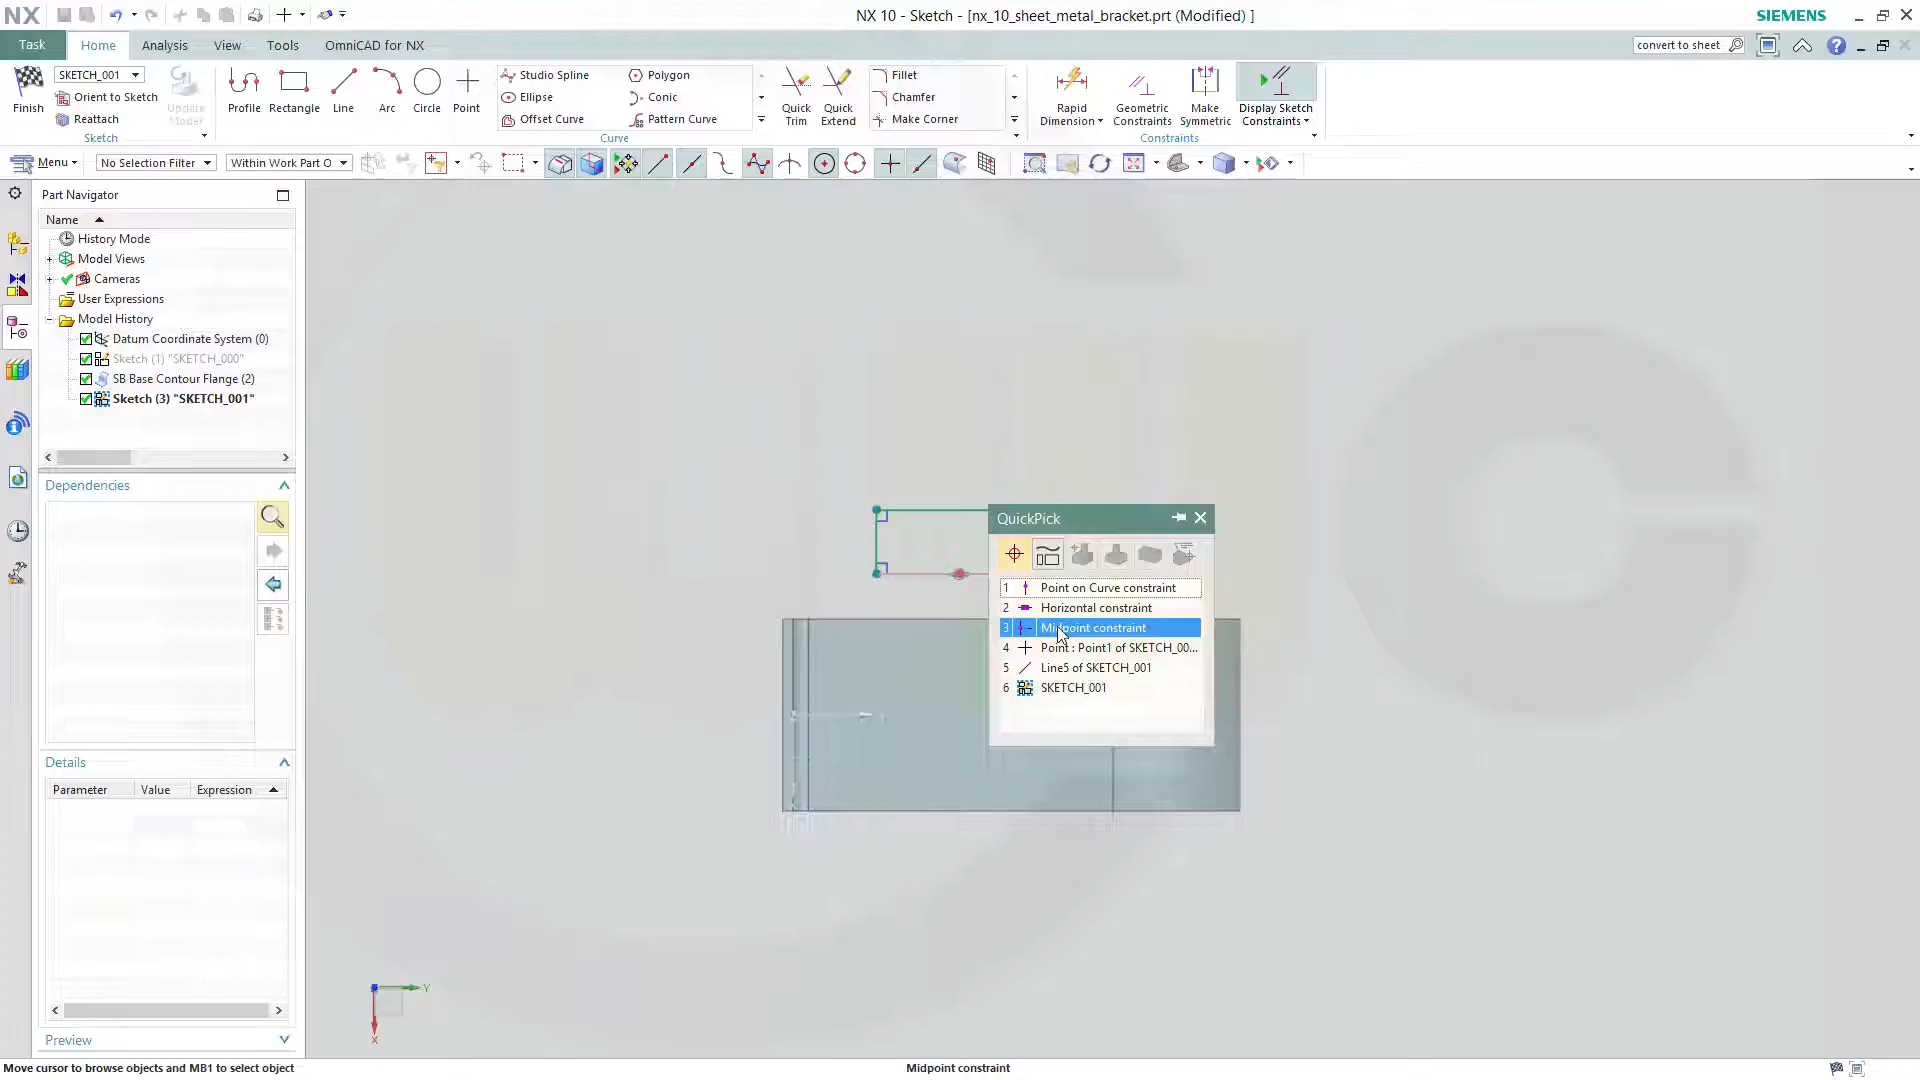 NX
NX 10 - Sketch - [nx_10_sheet_metal_bracket.prt (Modified) ]
SIEMENS
Task
Home
Analysis
View
Tools
OmniCAD for NX
convert to sheet
Finish
SKETCH_001
Orient to Sketch
Reattach
Update Model
Sketch
Profile
Rectangle
Line
Arc
Circle
Point
Studio Spline
Ellipse
Offset Curve
Polygon
Conic
Pattern Curve
Curve
Quick Trim
Quick Extend
Fillet
Chamfer
Make Corner
Rapid Dimension
Geometric Constraints
Make Symmetric
Display Sketch Constraints
Constraints
Menu
No Selection Filter
Within Work Part O
Part Navigator
Name
History Mode
Model Views
Cameras
User Expressions
Model History
Datum Coordinate System (0)
Sketch (1) "SKETCH_000"
SB Base Contour Flange (2)
Sketch (3) "SKETCH_001"
Dependencies
Details
Parameter Value Expression
Preview
QuickPick
1 Point on Curve constraint
2 Horizontal constraint
3 Midpoint constraint
4 Point : Point1 of SKETCH_00...
5 Line5 of SKETCH_001
6 SKETCH_001
Y
X
Move cursor to browse objects and MB1 to select object
Midpoint constraint